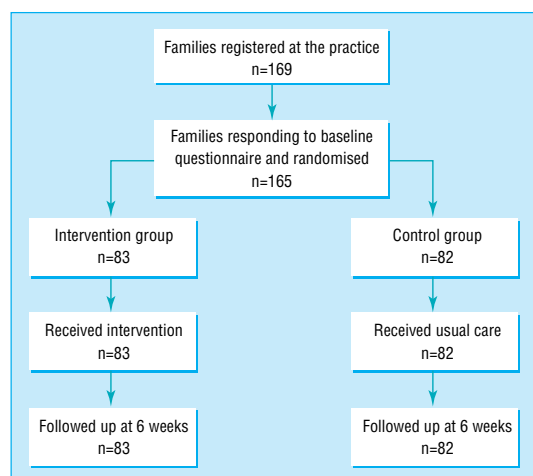 Families registered at the practice
n=169
Families responding to baseline
questionnaire and randomised
n=165
Intervention group
n=83
Control group
n=82
Received intervention
n=83
Received usual care
n=82
Followed up at 6 weeks
n=83
Followed up at 6 weeks
n=82